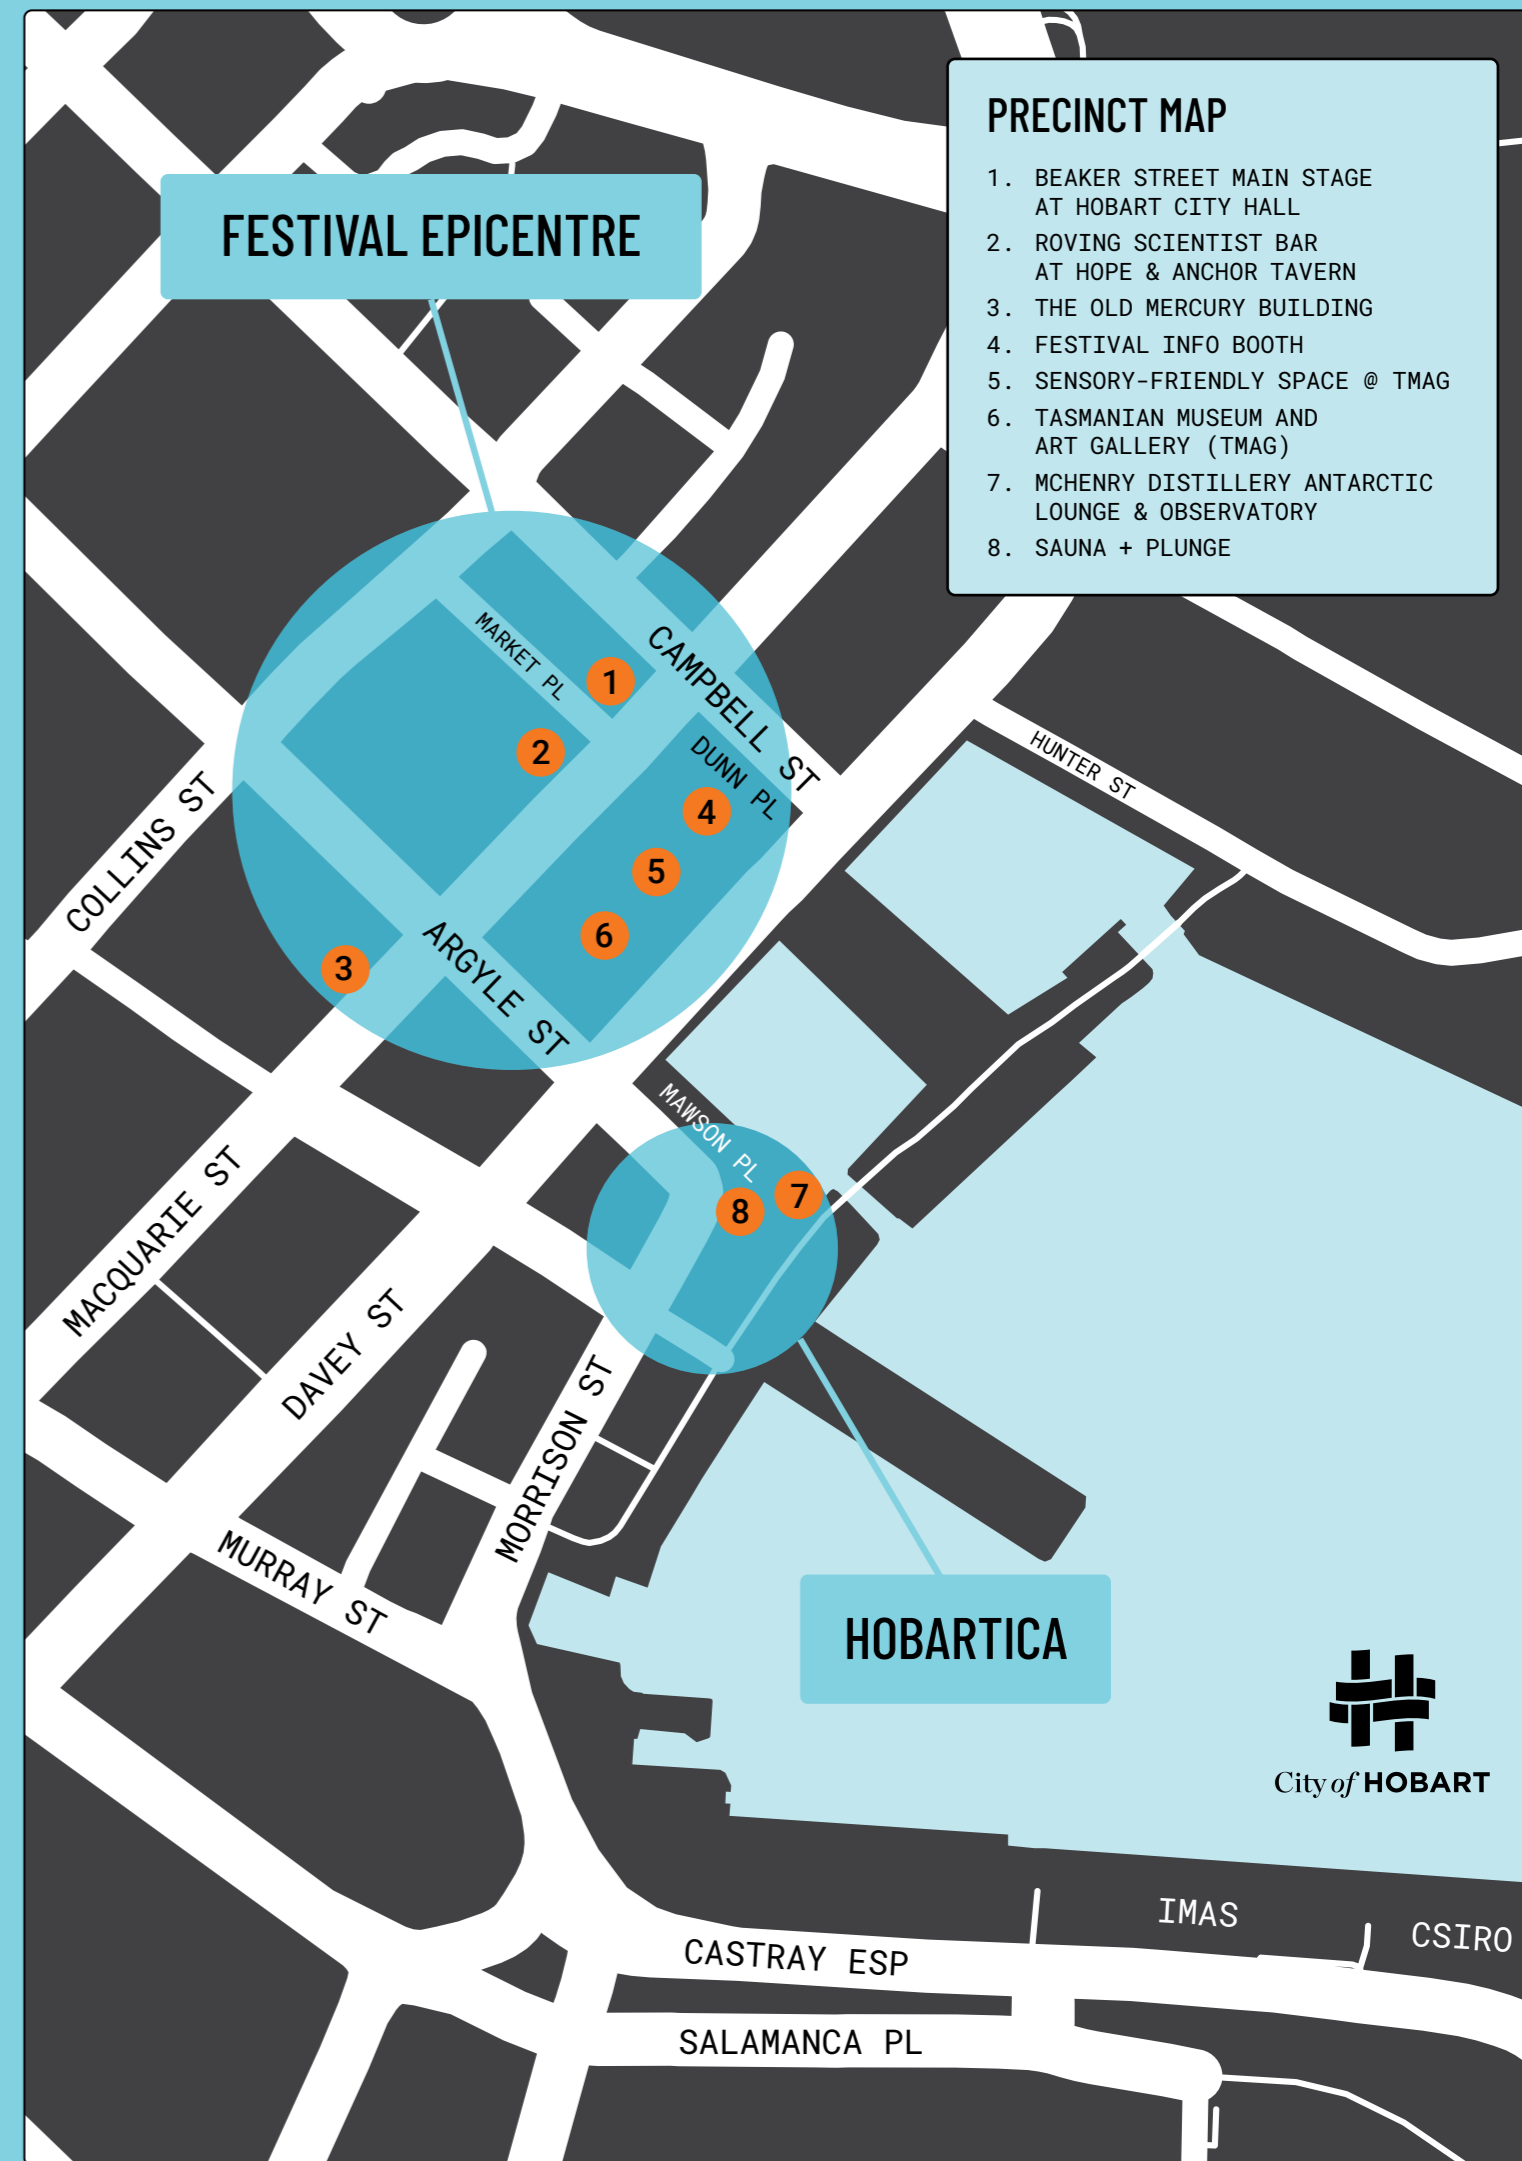 PRECINCT MAP
1. BEAKER STREET MAIN STAGE
AT HOBART CITY HALL
2. ROVING SCIENTIST BAR
AT HOPE & ANCHOR TAVERN
3. THE OLD MERCURY BUILDING
4. FESTIVAL INFO BOOTH
5. SENSORY-FRIENDLY SPACE @ TMAG
6. TASMANIAN MUSEUM AND
ART GALLERY (TMAG)
7. MCHENRY DISTILLERY ANTARCTIC
LOUNGE & OBSERVATORY
8. SAUNA + PLUNGE
FESTIVAL EPICENTRE
MARKET PL
CAMPBELL ST
1
2
DUNN PL
HUNTER ST
4
COLLINS ST
5
6
3
ARGYLE ST
MAWSON PL
7
8
MACQUARIE ST
DAVEY ST
MORRISON ST
MURRAY ST
HOBARTICA
City of HOBART
IMAS
CSIRO
CASTRAY ESP
SALAMANCA PL